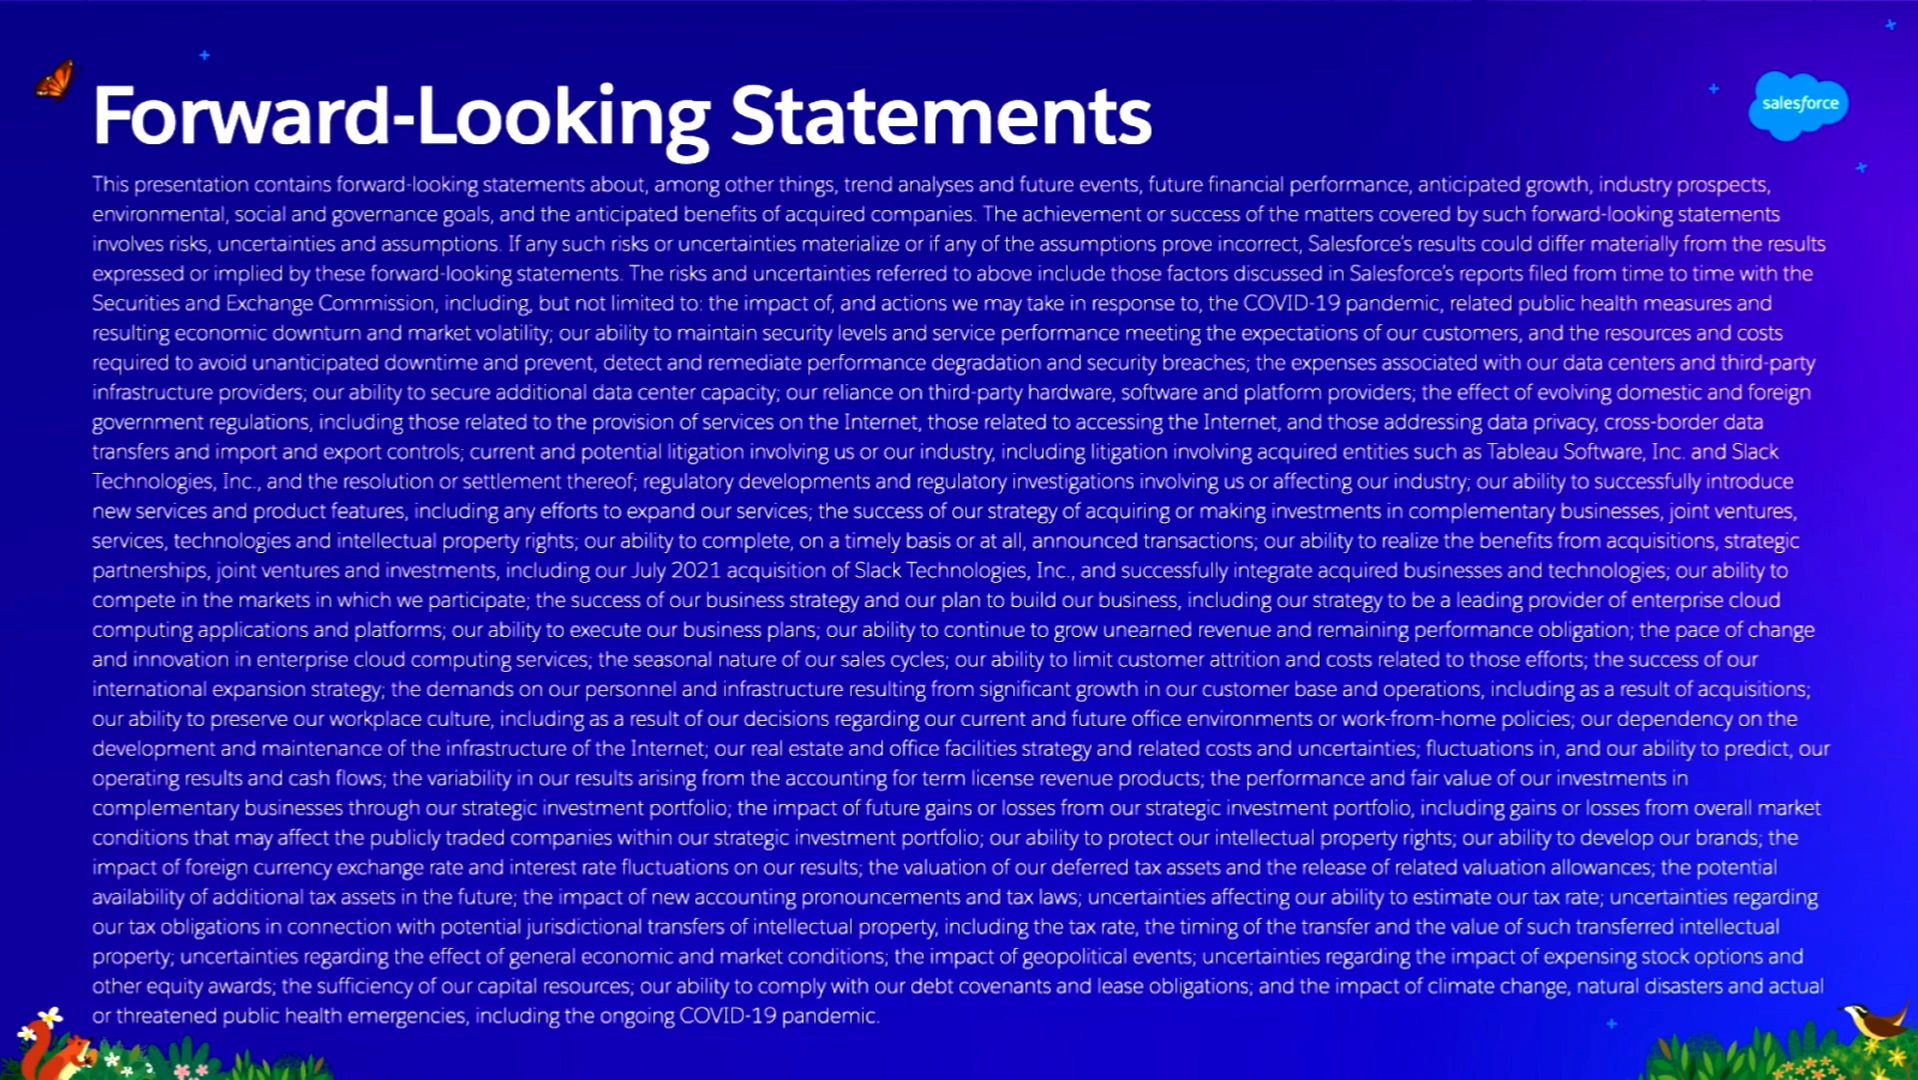 Forward-Looking Statements
salesforce
This presentation contains forward-looking statements about, among other things, trend analyses and future events, future financial performance, anticipated growth, industry prospects,
environmental, social and governance goals, and the anticipated benefits of acquired companies. The achievement or success of the matters covered by such forward-looking statements
involves risks, uncertainties and assumptions. If any such risks or uncertainties materialize or if any of the assumptions prove incorrect, Salesforce's results could differ materially from the results
expressed or implied by these forward-looking statements. The risks and uncertainties referred to above include those factors discussed in Salesforce's reports filed from time to time with the
Securities and Exchange Commission, including, but not limited to: the impact of, and actions we may take in response to, the COVID-19 pandemic, related public health measures and
resulting economic downturn and market volatility; our ability to maintain security levels and service performance meeting the expectations of our customers, and the resources and costs
required to avoid unanticipated downtime and prevent, detect and remediate performance degradation and security breaches; the expenses associated with our data centers and third-party
infrastructure providers; our ability to secure additional data center capacity; our reliance on third-party hardware, software and platform providers; the effect of evolving domestic and foreign
government regulations, including those related to the provision of services on the Internet, those related to accessing the Internet, and those addressing data privacy, cross-border data
transfers and import and export controls; current and potential litigation involving us or our industry, including litigation involving acquired entities such as Tableau Software, Inc. and Slack
Technologies, Inc., and the resolution or settlement thereof; regulatory developments and regulatory investigations involving us or affecting our industry; our ability to successfully introduce
new services and product features, including any efforts to expand our services; the success of our strategy of acquiring or making investments in complementary businesses, joint ventures,
services, technologies and intellectual property rights; our ability to complete, on a timely basis or at all, announced transactions; our ability to realize the benefits from acquisitions, strategic
partnerships, joint ventures and investments, including our July 2021 acquisition of Slack Technologies, Inc., and successfully integrate acquired businesses and technologies; our ability to
compete in the markets in which we participate; the success of our business strategy and our plan to build our business, including our strategy to be a leading provider of enterprise cloud
computing applications and platforms; our ability to execute our business plans; our ability to continue to grow unearned revenue and remaining performance obligation; the pace of change
and innovation in enterprise cloud computing services; the seasonal nature of our sales cycles; our ability to limit customer attrition and costs related to those efforts; the success of our
international expansion strategy; the demands on our personnel and infrastructure resulting from significant growth in our customer base and operations, including as a result of acquisitions;
our ability to preserve our workplace culture, including as a result of our decisions regarding our current and future office environments or work-from-home policies; our dependency on the
development and maintenance of the infrastructure of the Internet; our real estate and office facilities strategy and related costs and uncertainties; fluctuations in, and our ability to predict, our
operating results and cash flows; the variability in our results arising from the accounting for term license revenue products; the performance and fair value of our investments in
complementary businesses through our strategic investment portfolio; the impact of future gains or losses from our strategic investment portfolio, including gains or losses from overall market
conditions that may affect the publicly traded companies within our strategic investment portfolio; our ability to protect our intellectual property rights; our ability to develop our brands; the
impact of foreign currency exchange rate and interest rate fluctuations on our results; the valuation of our deferred tax assets and the release of related valuation allowances; the potential
availability of additional tax assets in the future; the impact of new accounting pronouncements and tax laws; uncertainties affecting our ability to estimate our tax rate; uncertainties regarding
our tax obligations in connection with potential jurisdictional transfers of intellectual property, including the tax rate, the timing of the transfer and the value of such transferred intellectual
property; uncertainties regarding the effect of general economic and market conditions; the impact of geopolitical events; uncertainties regarding the impact of expensing stock options and
other equity awards; the sufficiency of our capital resources; our ability to comply with our debt covenants and lease obligations; and the impact of climate change, natural disasters and actual
or threatened public health emergencies, including the ongoing COVID-19 pandemic.